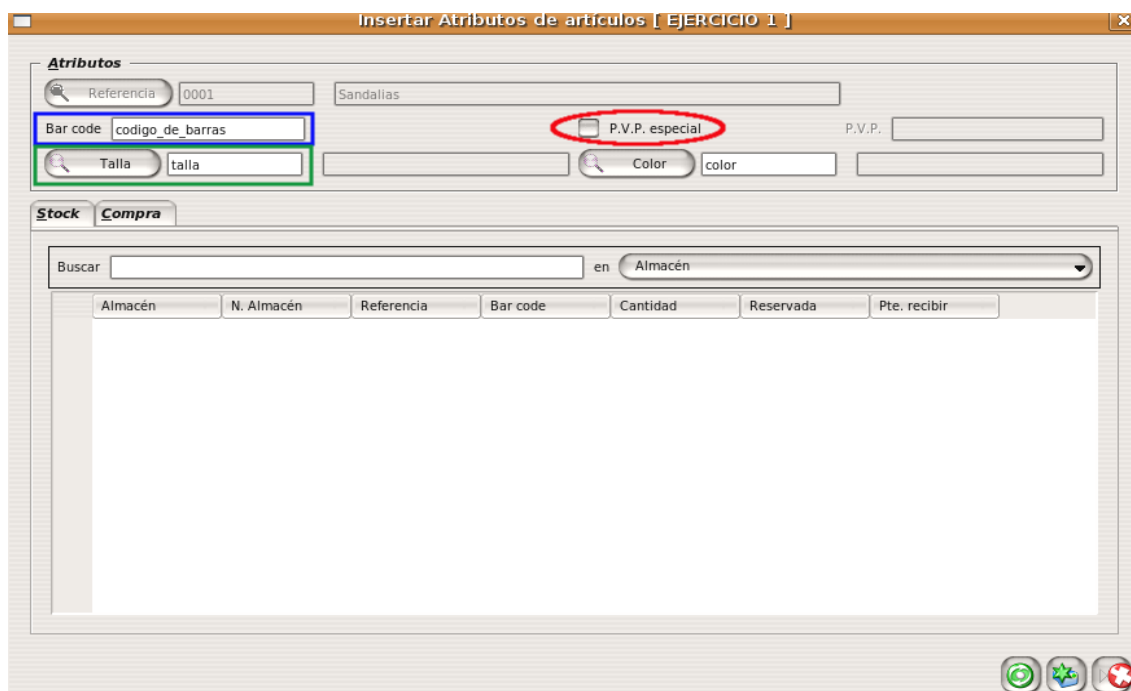 Insertar Atributos de artículos [ EJERCICIO 1 ]
Atributos
Referencia 0001 Sandalias
Bar code codigo_de_barras P.V.P. especial P.V.P.
Talla talla Color color
Stock Compra
Buscar en Almacén
Almacén N. Almacén Referencia Bar code Cantidad Reservada Pte. recibir